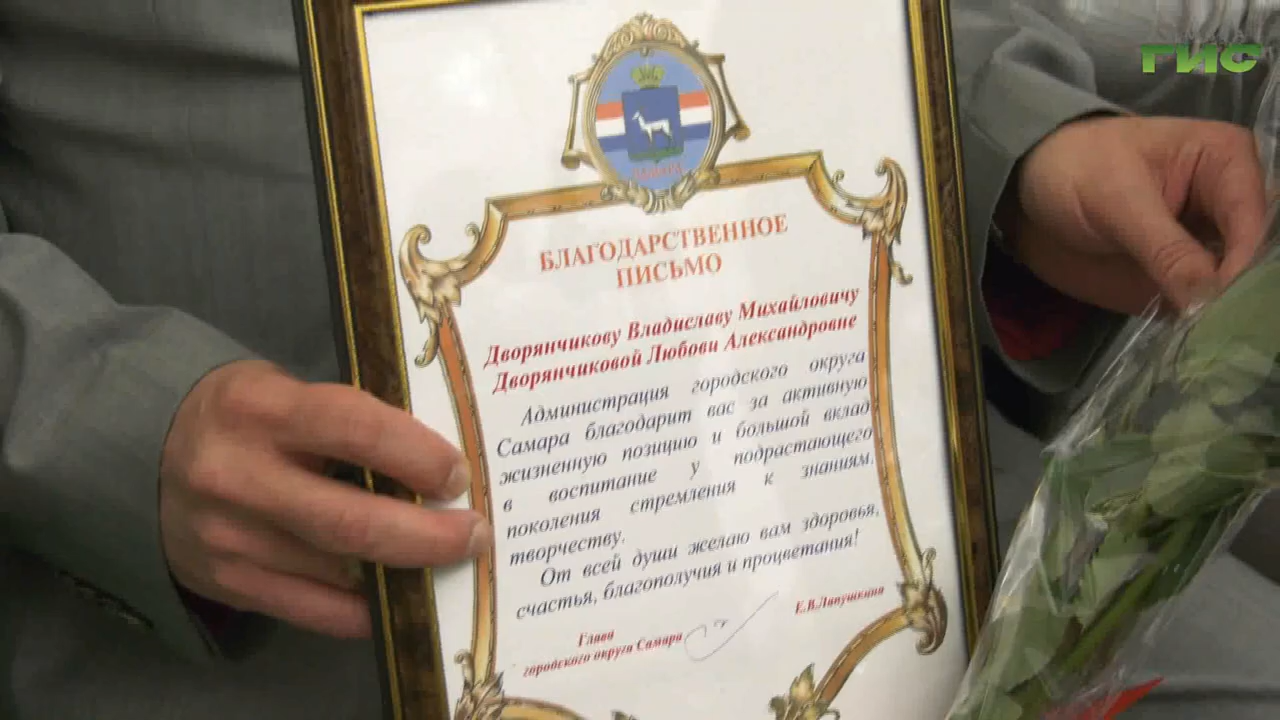 ГИС
САМАРА
БЛАГОДАРСТВЕННОЕ
ПИСЬМО
Дворянчикову Владиславу Михайловичу
Дворянчиковой Любови Александровне
Администрация городского округа
Самара благодарит вас за активную
жизненную позицию и большой вклад
в воспитание у подрастающего
поколения стремления к знаниям,
творчеству.
От всей души желаю вам здоровья,
счастья, благополучия и процветания!
Глава
городского округа Самара
Е.В.Лапушкина